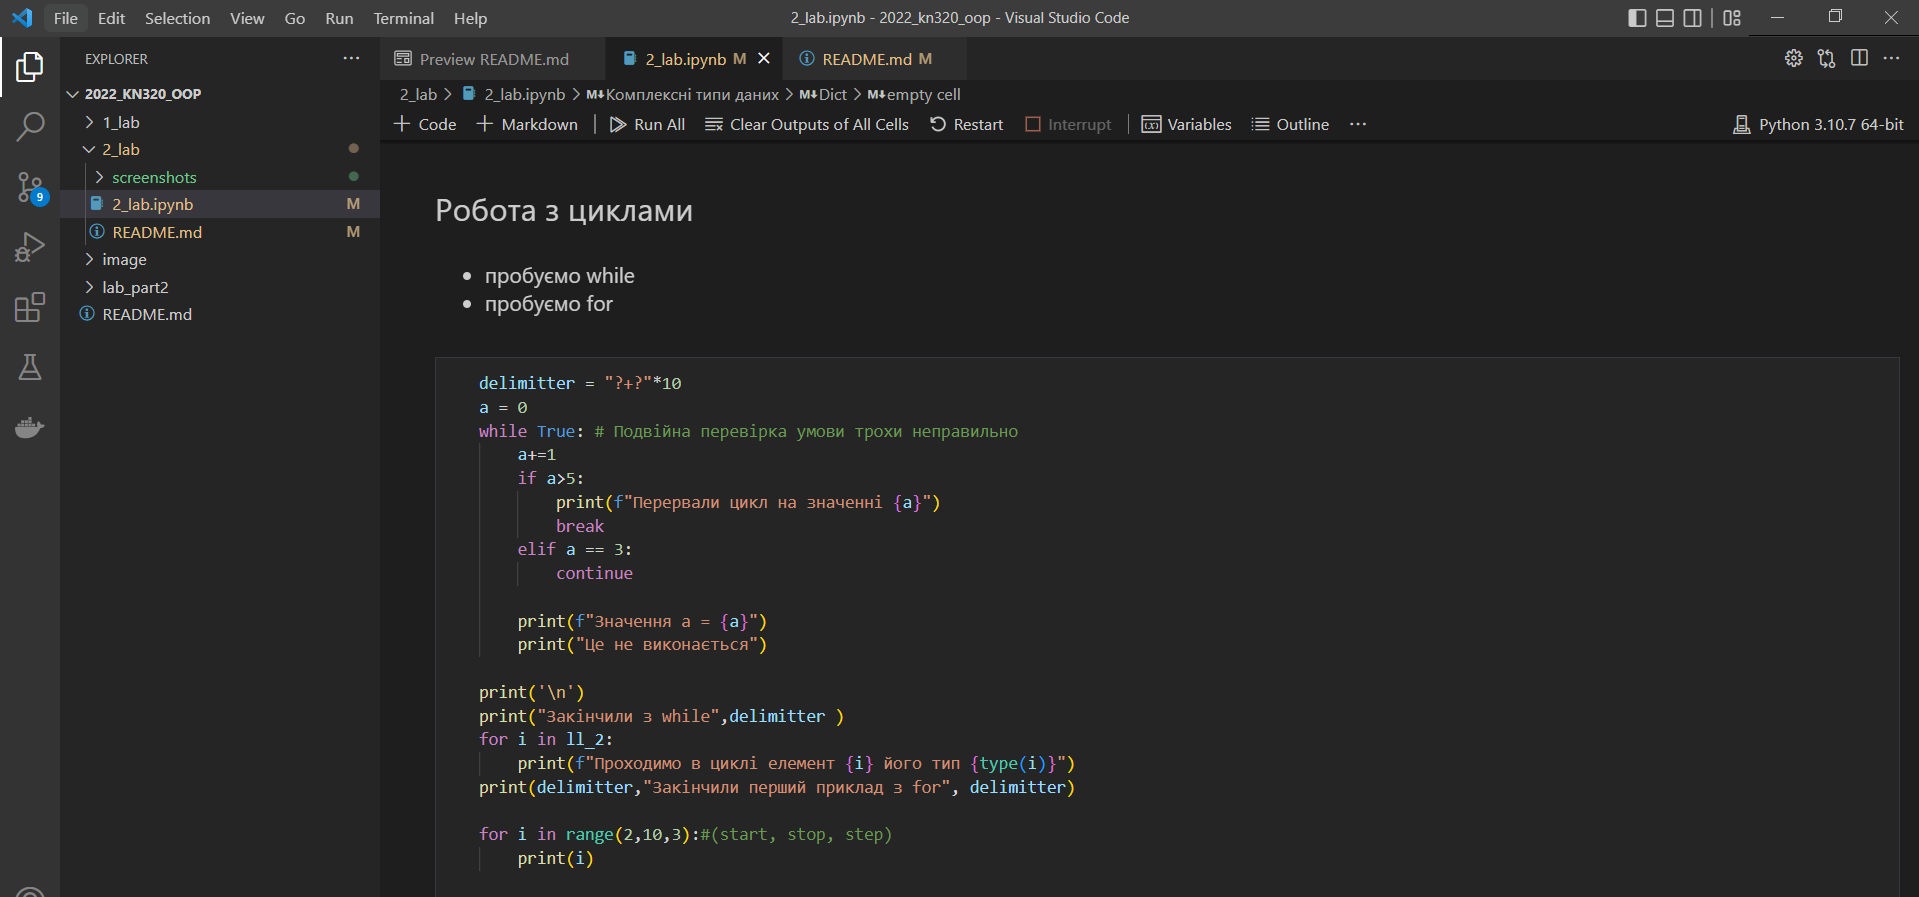 File Edit Selection View Go Run Terminal Help
2_lab.ipynb - 2022_kn320_oop - Visual Studio Code
EXPLORER
2022_KN320_OOP
1_lab
2_lab
screenshots
2_lab.ipynb M
README.md M
image
lab_part2
README.md
9
Preview README.md
2_lab.ipynb M
README.md M
2_lab > 2_lab.ipynb > M↓Комплексні типи даних > M↓Dict > M↓empty cell
+ Code + Markdown | Run All Clear Outputs of All Cells Restart Interrupt | Variables Outline ···
Python 3.10.7 64-bit
Робота з циклами
• пробуємо while
• пробуємо for
delimitter = "?+?"*10
a = 0
while True: # Подвійна перевірка умови трохи неправильно
    a+=1
    if a>5:
        print(f"Перервали цикл на значенні {a}")
        break
    elif a == 3:
        continue
    print(f"Значення а = {a}")
    print("Це не виконається")
print('\n')
print("Закінчили з while",delimitter )
for i in ll_2:
    print(f"Проходимо в циклі елемент {i} його тип {type(i)}")
print(delimitter,"Закінчили перший приклад з for", delimitter)
for i in range(2,10,3):#(start, stop, step)
    print(i)